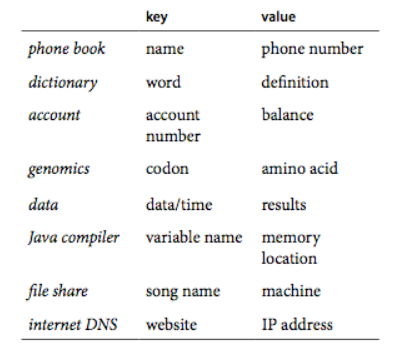 key value
phone book name phone number
dictionary word definition
account account balance
number
genomics codon amino acid
data data/time results
Java compiler variable name memory
location
file share song name machine
internet DNS website IP address